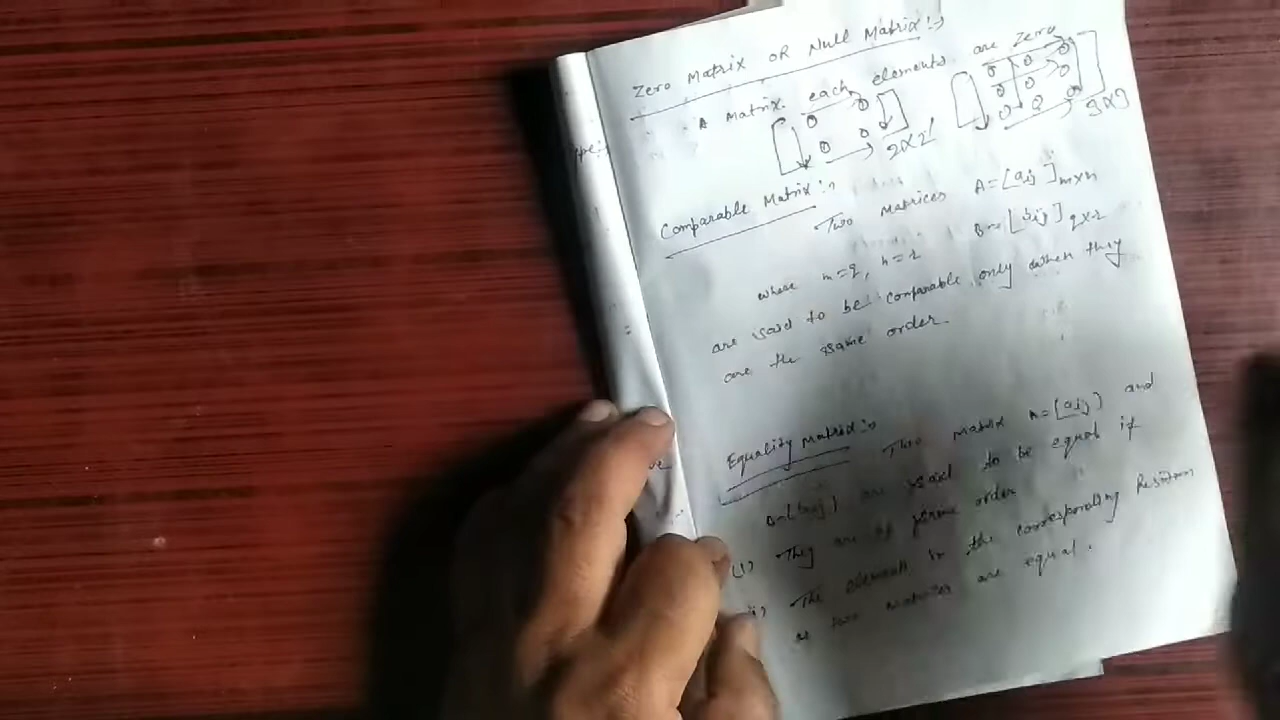 Zero Matrix OR Null Matrix :→
A Matrix each elements are zero
[0 0
0 0] 2×2
[0 0 0
0 0 0
0 0 0] 3×3
Comparable Matrix :→
Two matrices A=[aij]m×n
B=[bij]q×r
where m=q, n=r
are said to be comparable only when they
are the same order.
Equality Matrix :→
Two matrix A=[aij] and
B=[bij] are said to be equal if
(i) They are of same order
ii) The elements in the corresponding Position
two matrices are equal.